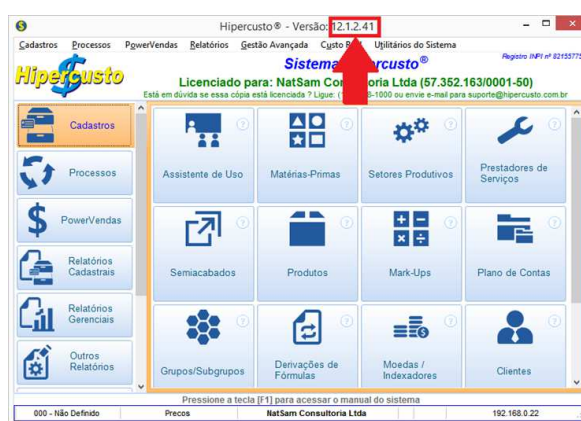 Hipercusto® - Versão: 12.1.2.41
Cadastros Processos PowerVendas Relatórios Gestão Avançada Utilitários do Sistema
Hipercusto
Registro INPI nº 82155775
Licenciado para: NatSam Ltda (57.352.163/0001-50)
Está em dúvida se essa cópia está licenciada ? Ligue: ou envie e-mail para suporte@hipercusto.com.br
Cadastros
Processos
PowerVendas
Relatórios
Cadastrais
Relatórios
Gerenciais
Outros
Relatórios
Assistente de Uso
Matérias-Primas
Setores Produtivos
Prestadores de
Serviços
Semiacabados
Produtos
Mark-Ups
Plano de Contas
Grupos/Subgrupos
Derivações de
Fórmulas
Moedas /
Indexadores
Clientes
Pressione a tecla [F1] para acessar o manual do sistema
000 - Não Definido Precos NatSam Consultoria Ltda 192.168.0.22